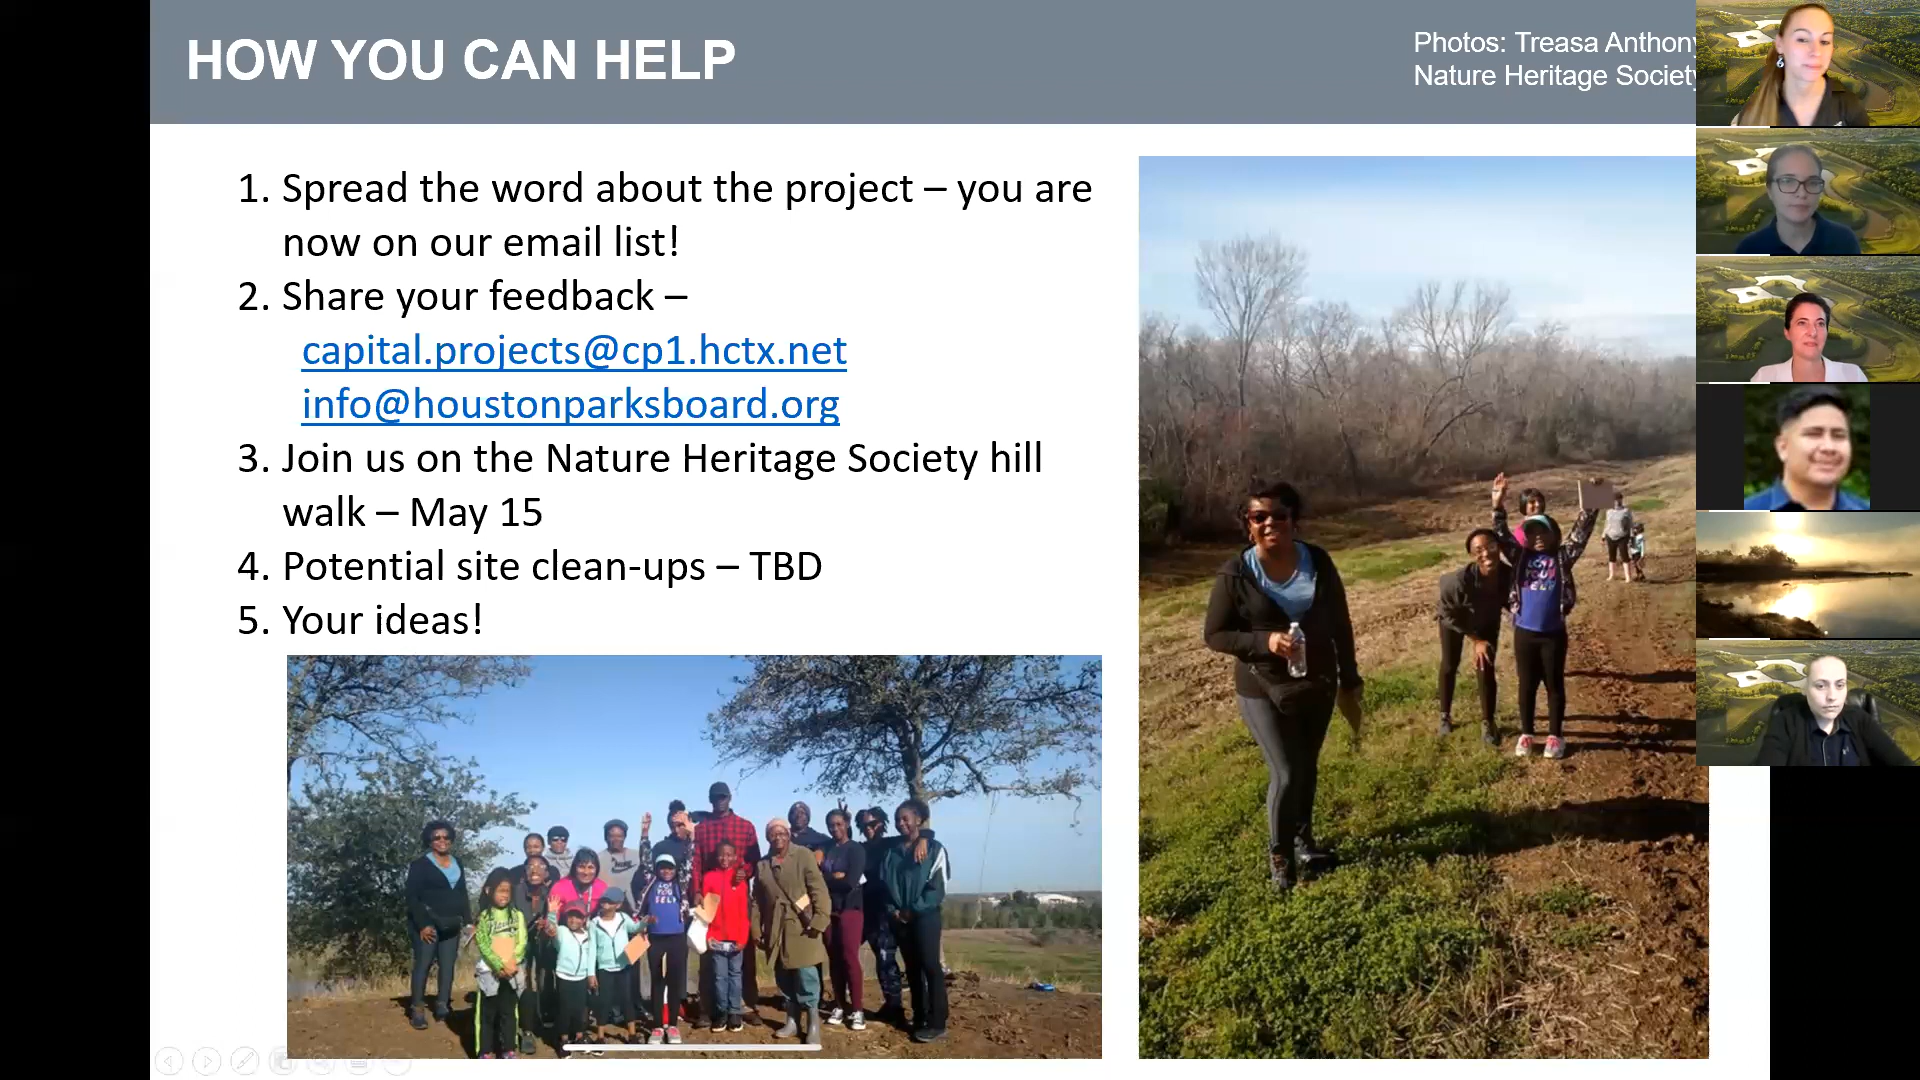 HOW YOU CAN HELP
Photos: Treasa Anthony
Nature Heritage Society
1. Spread the word about the project – you are
now on our email list!
2. Share your feedback –
capital.projects@cp1.hctx.net
info@houstonparksboard.org
3. Join us on the Nature Heritage Society hill
walk – May 15
4. Potential site clean-ups – TBD
5. Your ideas!